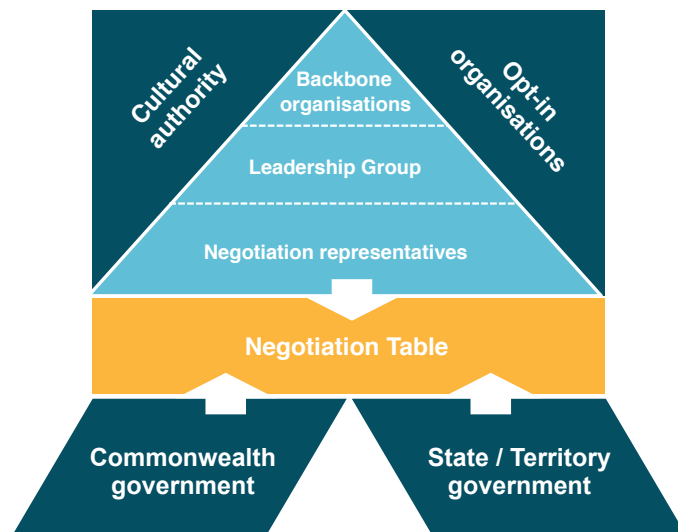 Cultural
authority
Backbone
organisations
Opt-in
organisations
Leadership Group
Negotiation representatives
Negotiation Table
Commonwealth
government
State / Territory
government